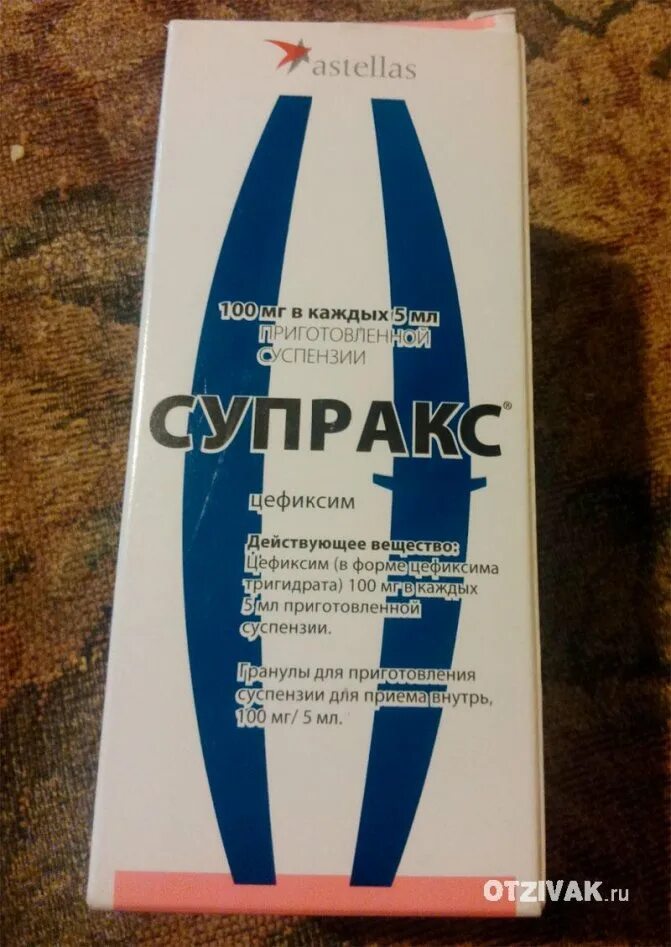 astellas
100 мг в каждых 5 мл
ПРИГОТОВЛЕННОЙ
СУСПЕНЗИИ
СУПРАКС®
цефиксим
Действующее вещество:
Цефиксим (в форме цефиксима
тригидрата) 100 мг в каждых
5 мл приготовленной
суспензии.
Гранулы для приготовления
суспензии для приема внутрь,
100 мг/ 5 мл.
OTZIVAK.ru